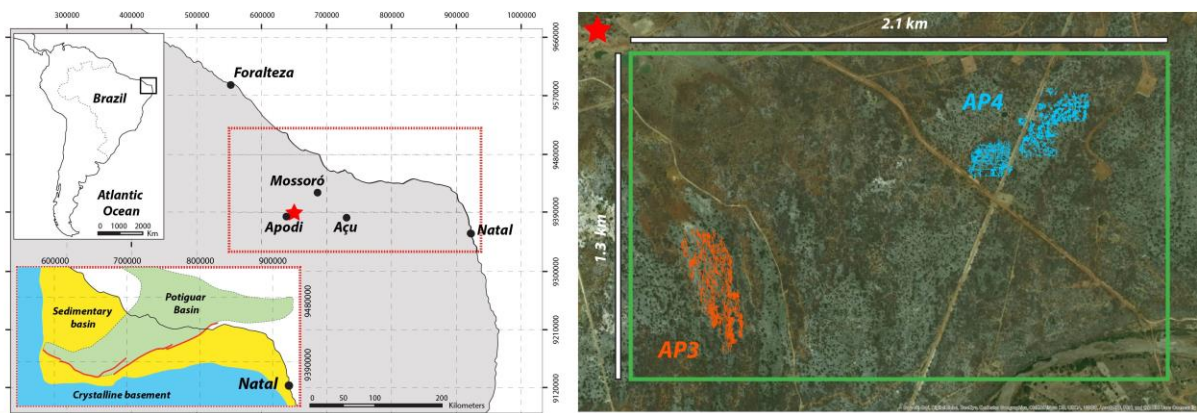 300000 400000 500000 600000 700000 800000 900000 1000000
9660000
Foralteza
9570000
Brazil
9480000
Mossoró
Atlantic
Ocean
9390000
Apodi
Açu
Natal
0 1000 2000
Km
9300000
600000 700000 800000 900000
Potiguar
Basin
9480000
Sedimentary
basin
9210000
9390000
Natal
Crystalline basement
9120000
0 50 100 200
Kilometers
2.1 km
1.3 km
AP4
AP3